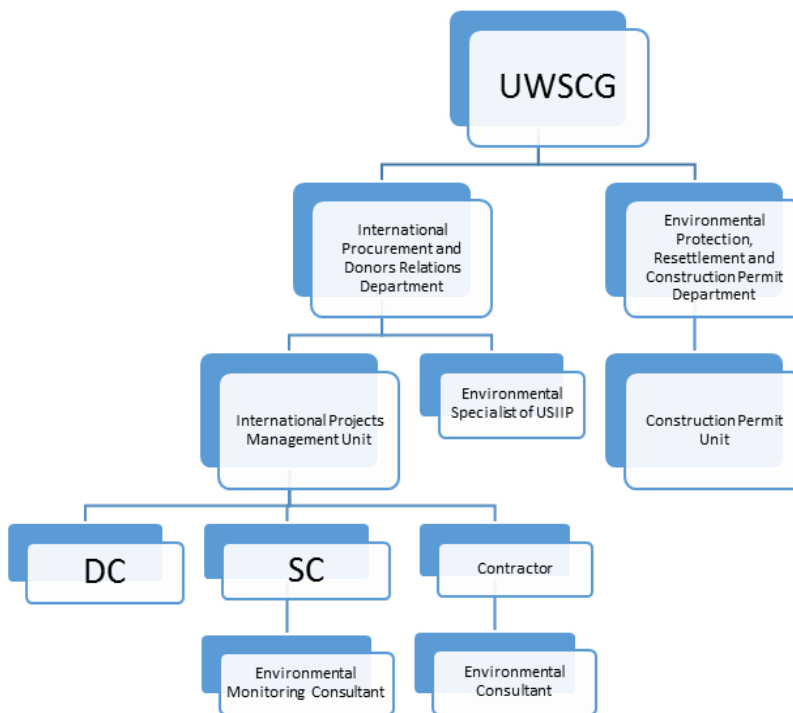 UWSCG
International
Procurement and
Donors Relations
Department
Environmental
Protection,
Resettlement and
Construction Permit
Department
International Projects
Management Unit
Environmental
Specialist of USIIP
Construction Permit
Unit
DC
SC
Contractor
Environmental
Monitoring Consultant
Environmental
Consultant